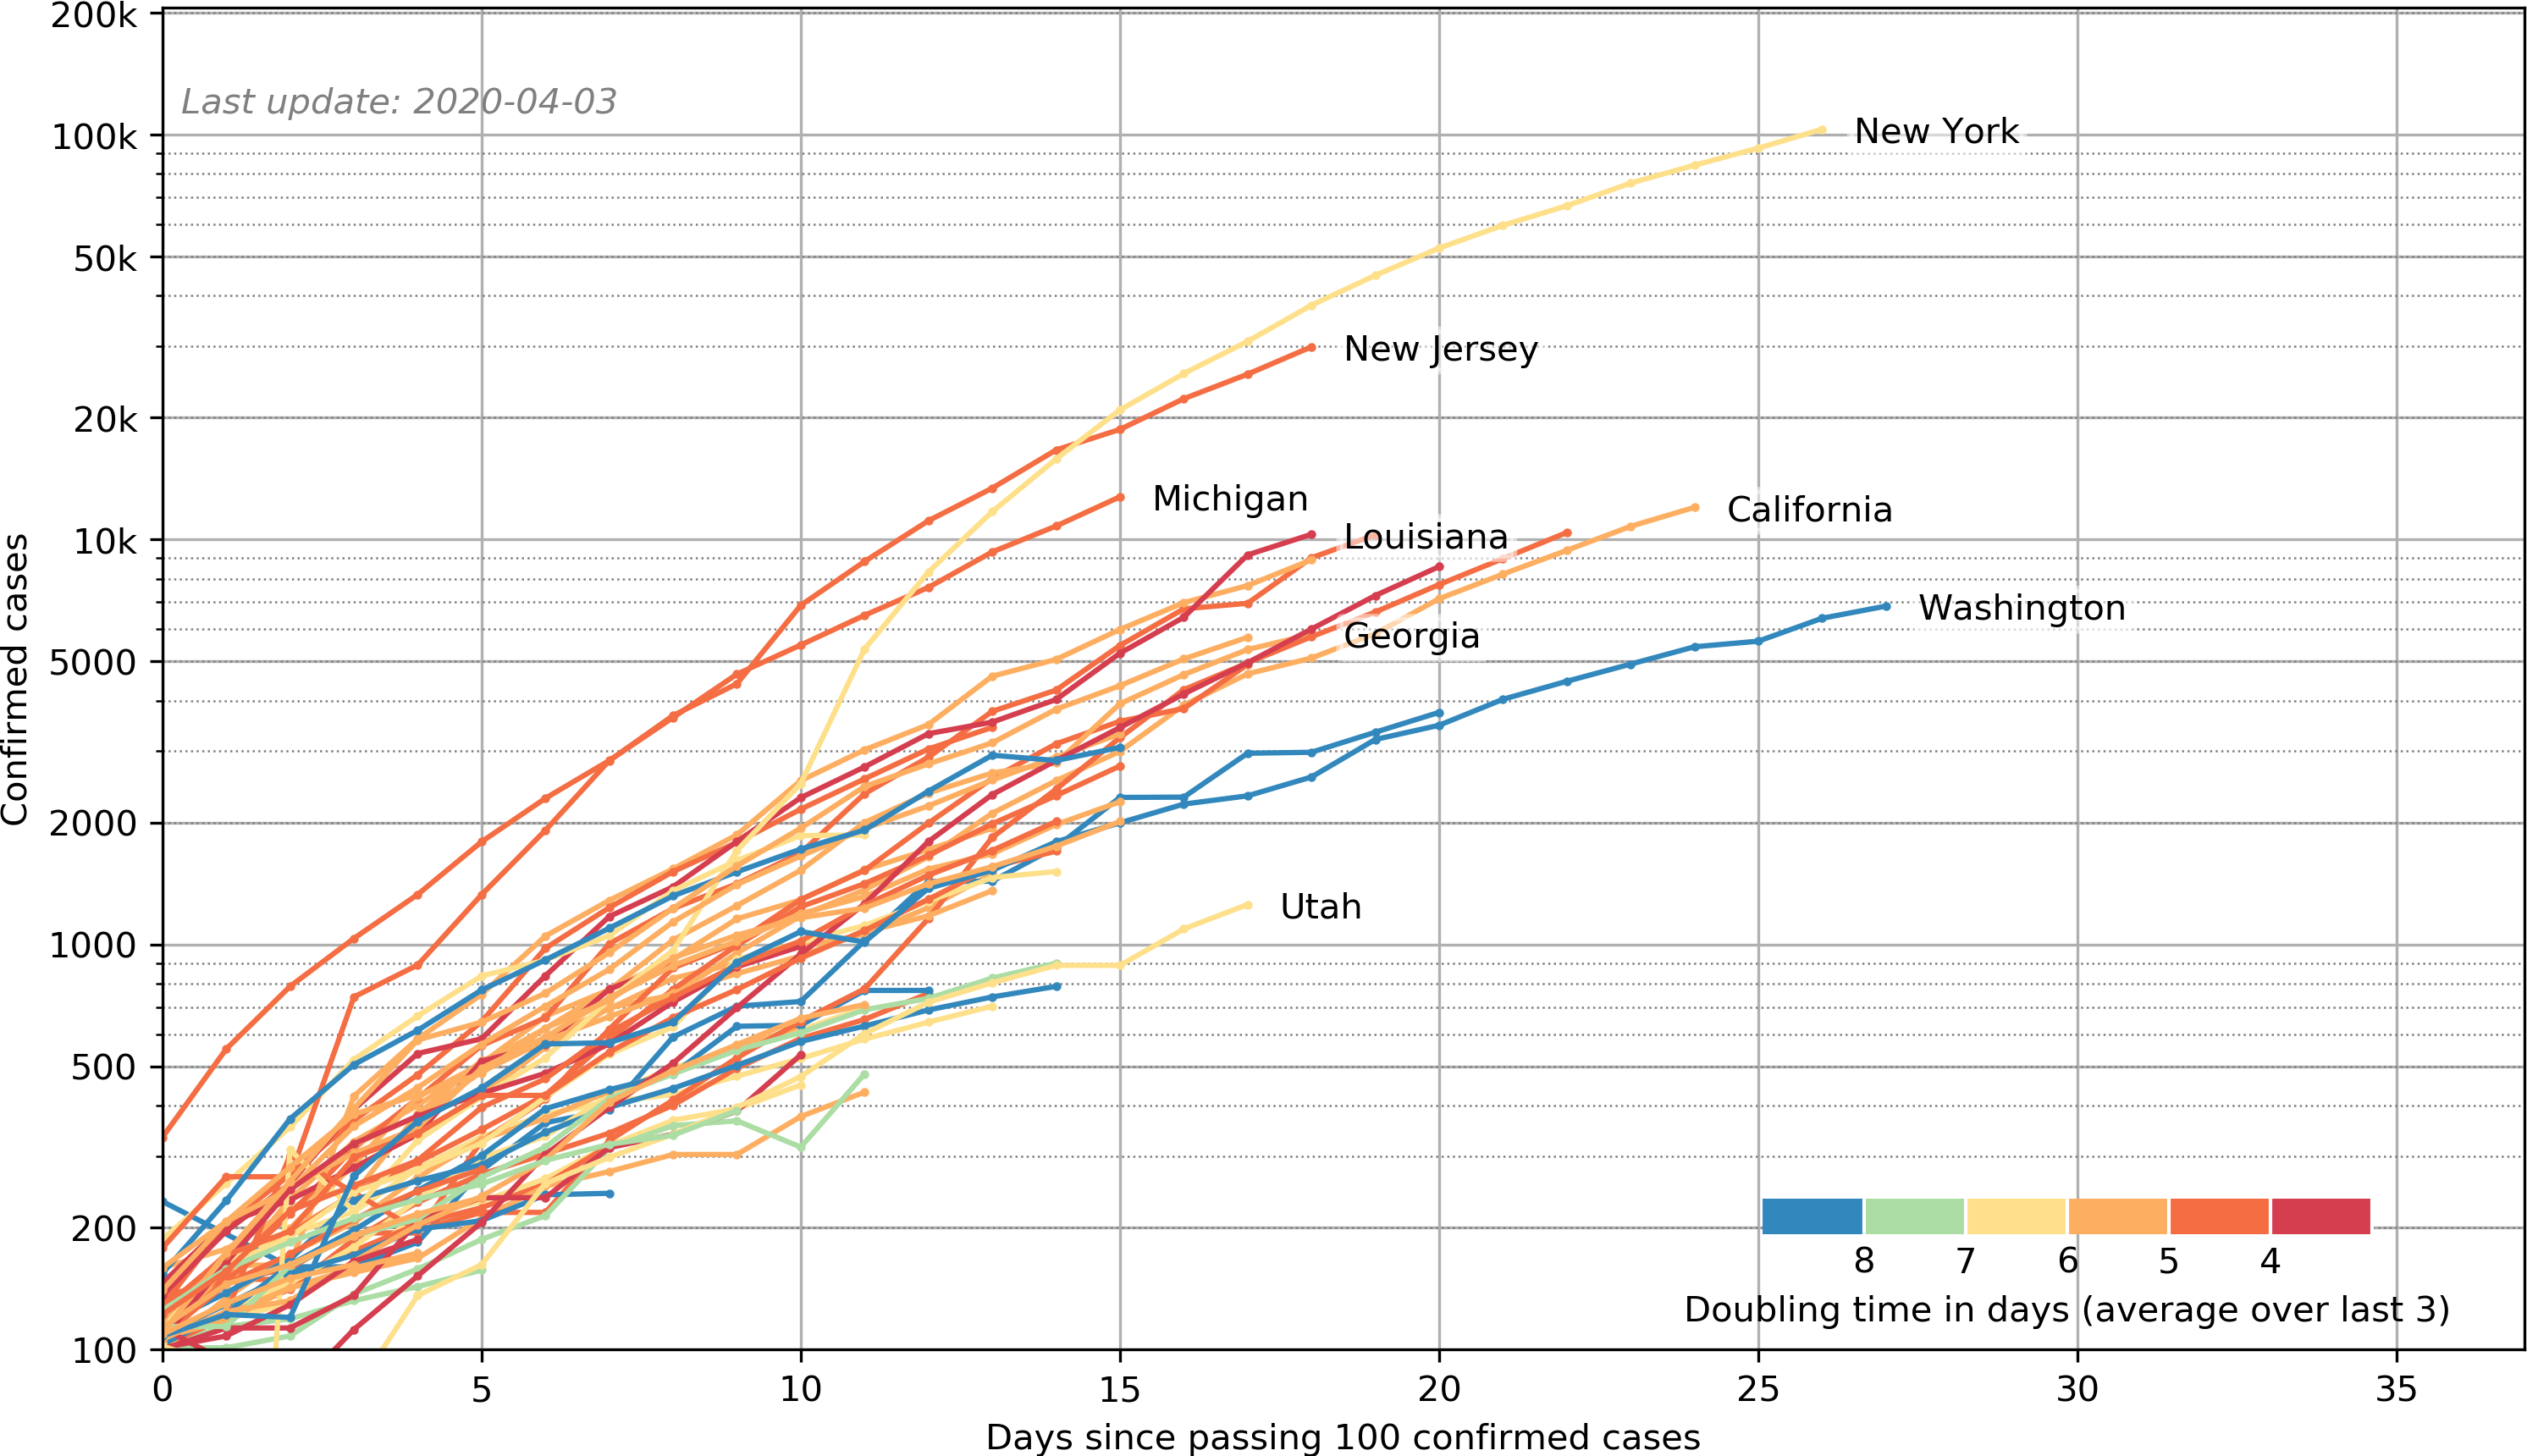 200k
Last update: 2020-04-03
100k
New York
50k
New Jersey
20k
Michigan
California
Louisiana
10k
Washington
Georgia
5000
2000
Utah
1000
500
200
100
Confirmed cases
8 7 6 5 4
Doubling time in days (average over last 3)
0 5 10 15 20 25 30 35
Days since passing 100 confirmed cases